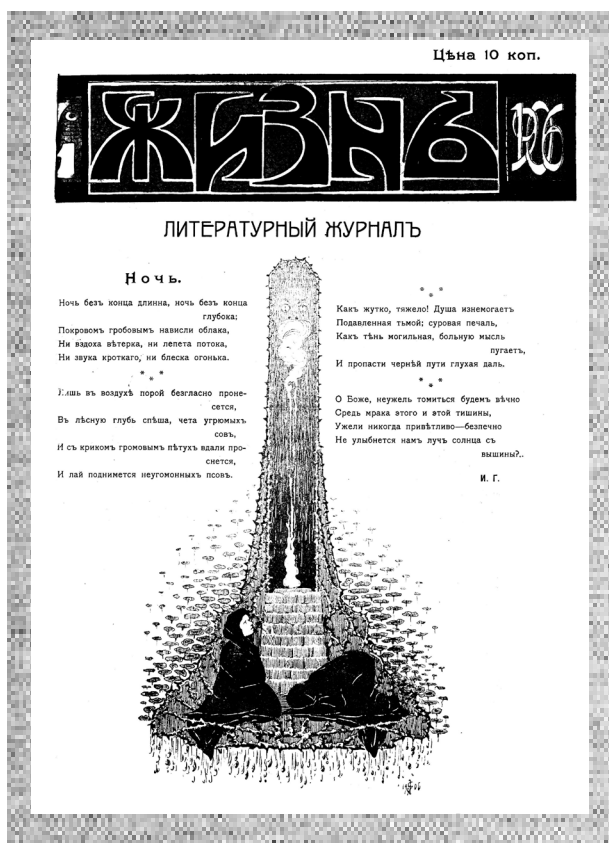 Цѣна 10 коп.
ЖИЗНЬ
1906
ЛИТЕРАТУРНЫЙ ЖУРНАЛЪ
Ночь.
Ночь безъ конца длинна, ночь безъ конца
глубока;
Покровомъ гробовымъ нависли облака,
Ни вздоха вѣтерка, ни лепета потока,
Ни звука кроткаго, ни блеска огонька.
* * *
Лишь въ воздухѣ порой безгласно проне-
сется,
Въ лѣсную глубь спѣша, чета угрюмыхъ
совъ,
И съ крикомъ громовымъ пѣтухъ вдали про-
снется,
И лай поднимется неугомонныхъ псовъ.
* * *
Какъ жутко, тяжело! Душа изнемогаетъ
Подавленная тьмой; суровая печаль,
Какъ тѣнь могильная, больную мысль
пугаетъ,
И пропасти чернѣй пути глухая даль.
* * *
О Боже, неужель томиться будемъ вѣчно
Средь мрака этого и этой тишины,
Ужели никогда привѣтливо—безпечно
Не улыбнется намъ лучъ солнца съ
вышины?..
И. Г.